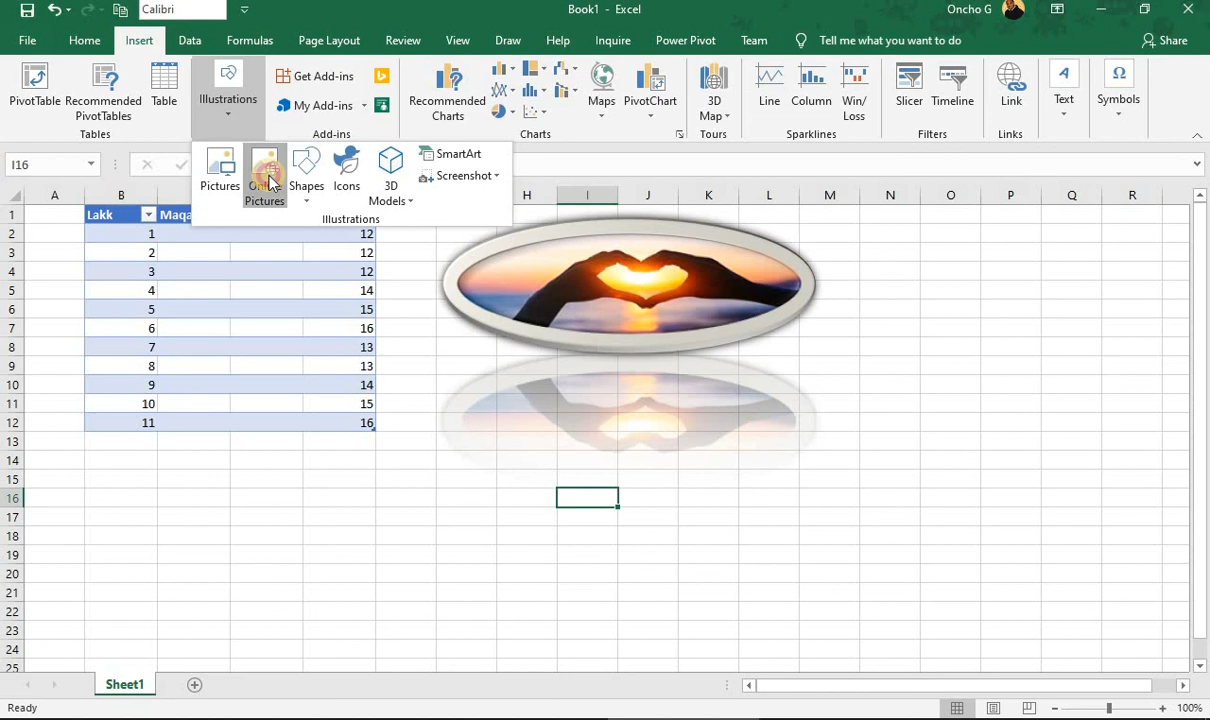 Calibri
Book1 - Excel
Oncho G
File Home Insert Data Formulas Page Layout Review View Draw Help Inquire Power Pivot Team Tell me what you want to do Share
PivotTable Recommended PivotTables Table
Illustrations
Get Add-ins
My Add-ins
Recommended Charts
Maps PivotChart
3D Map
Line Column Win/ Loss
Slicer Timeline
Link
Text
Symbols
Tables Add-ins Charts Tours Sparklines Filters Links
I16
Pictures Online Pictures Shapes Icons 3D Models
SmartArt
Screenshot
Illustrations
A B H I J K L M N O P Q R
1 Lakk
2 1 12
3 2 12
4 3 12
5 4 14
6 5 15
7 6 16
8 7 13
9 8 13
10 9 14
11 10 15
12 11 16
13
14
15
16
17
18
19
20
21
22
23
24
25
Sheet1
Ready 100%